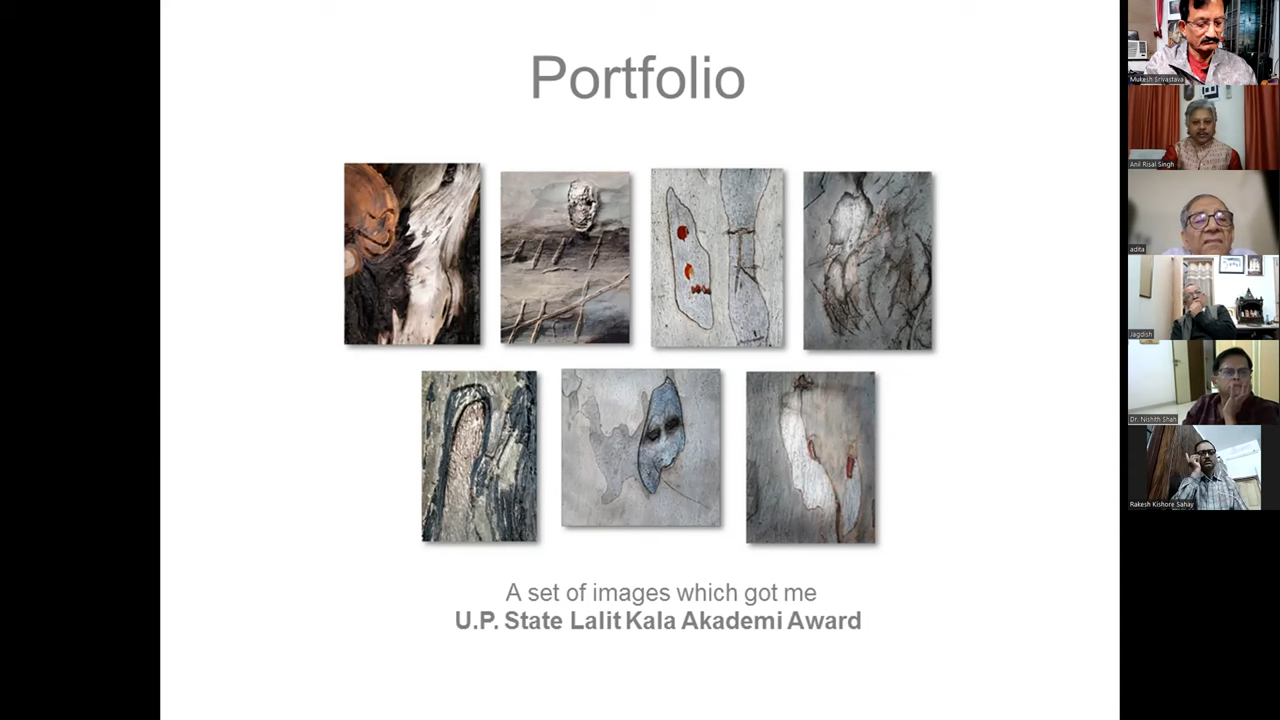 Portfolio
A set of images which got me
U.P. State Lalit Kala Akademi Award
Mukesh Srivastava
Anil Risal Singh
adita
Jagdish
Dr. Nishith Shah
Rakesh Kishore Sahay